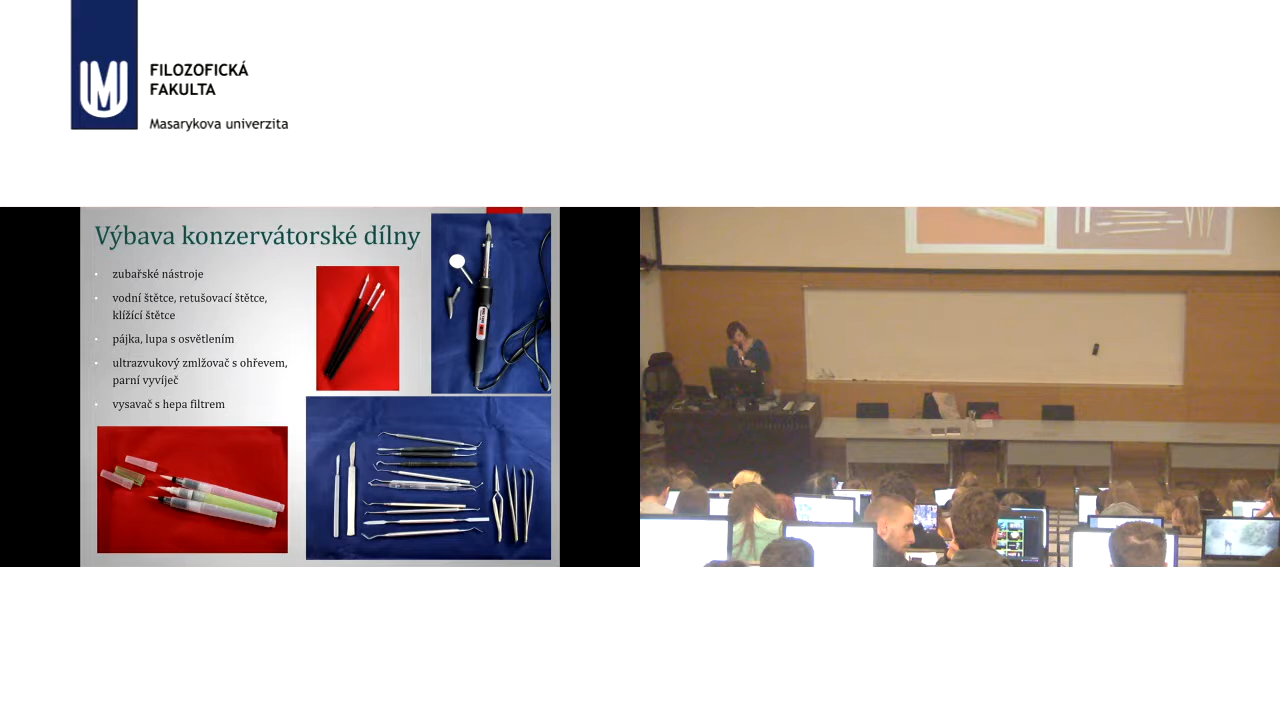 FILOZOFICKÁ
FAKULTA
Masarykova univerzita
Výbava konzervátorské dílny
zubařské nástroje
vodní štětce, retušovací štětce,
klížící štětce
pájka, lupa s osvětlením
ultrazvukový zmlžovač s ohřevem,
parní vyvíječ
vysavač s hepa filtrem